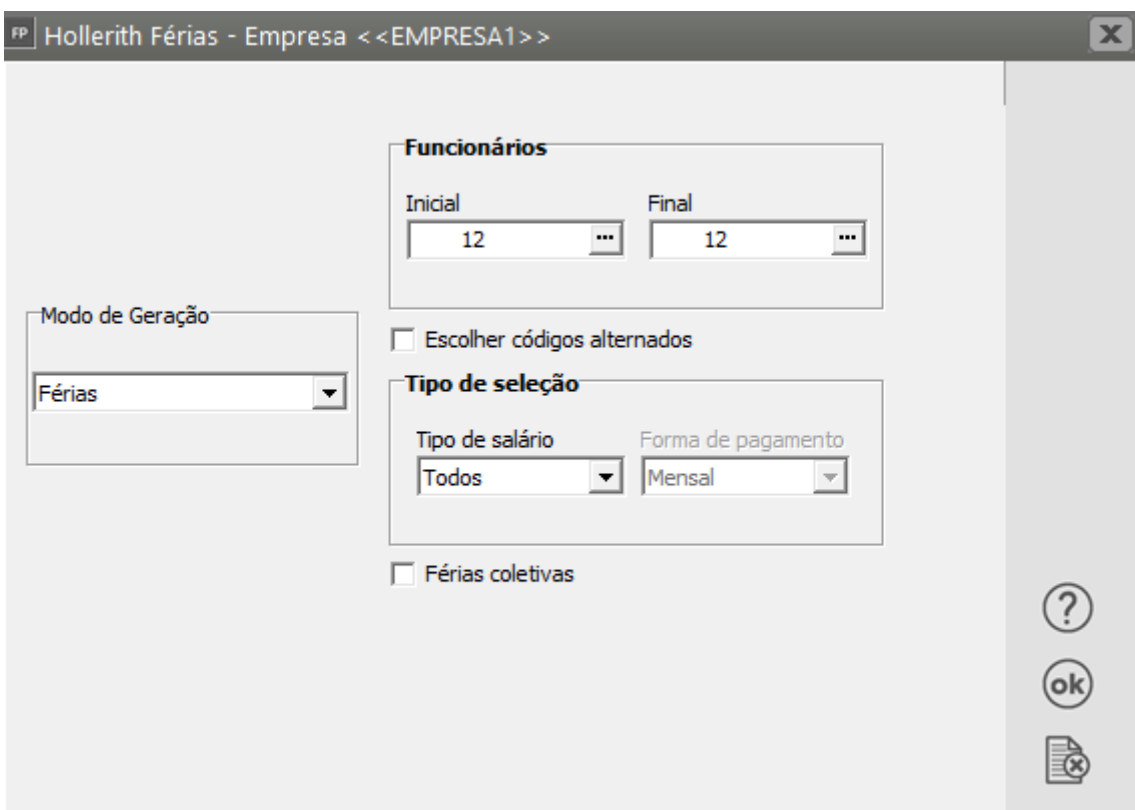 FP Hollerith Férias - Empresa <<EMPRESA1>>
Funcionários
Inicial Final
12 ... 12 ...
Modo de Geração
Escolher códigos alternados
Férias
Tipo de seleção
Tipo de salário Forma de pagamento
Todos Mensal
Férias coletivas
?
ok